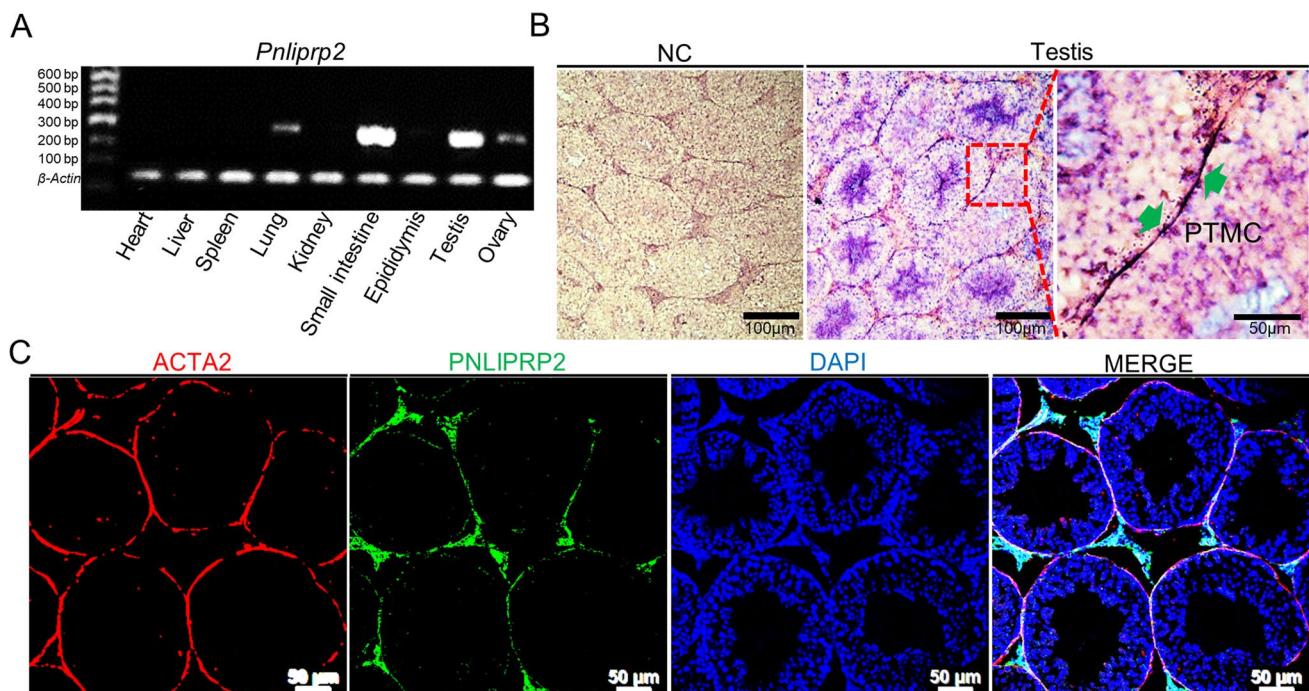 A
Pnliprp2
600 bp
500 bp
400 bp
300 bp
200 bp
100 bp
β-Actin
Heart
Liver
Spleen
Lung
Kidney
Small intestine
Epididymis
Testis
Ovary
B
NC
Testis
PTMC
100μm
100μm
50μm
C
ACTA2
PNLIPRP2
DAPI
MERGE
50 μm
50 μm
50 μm
50 μm